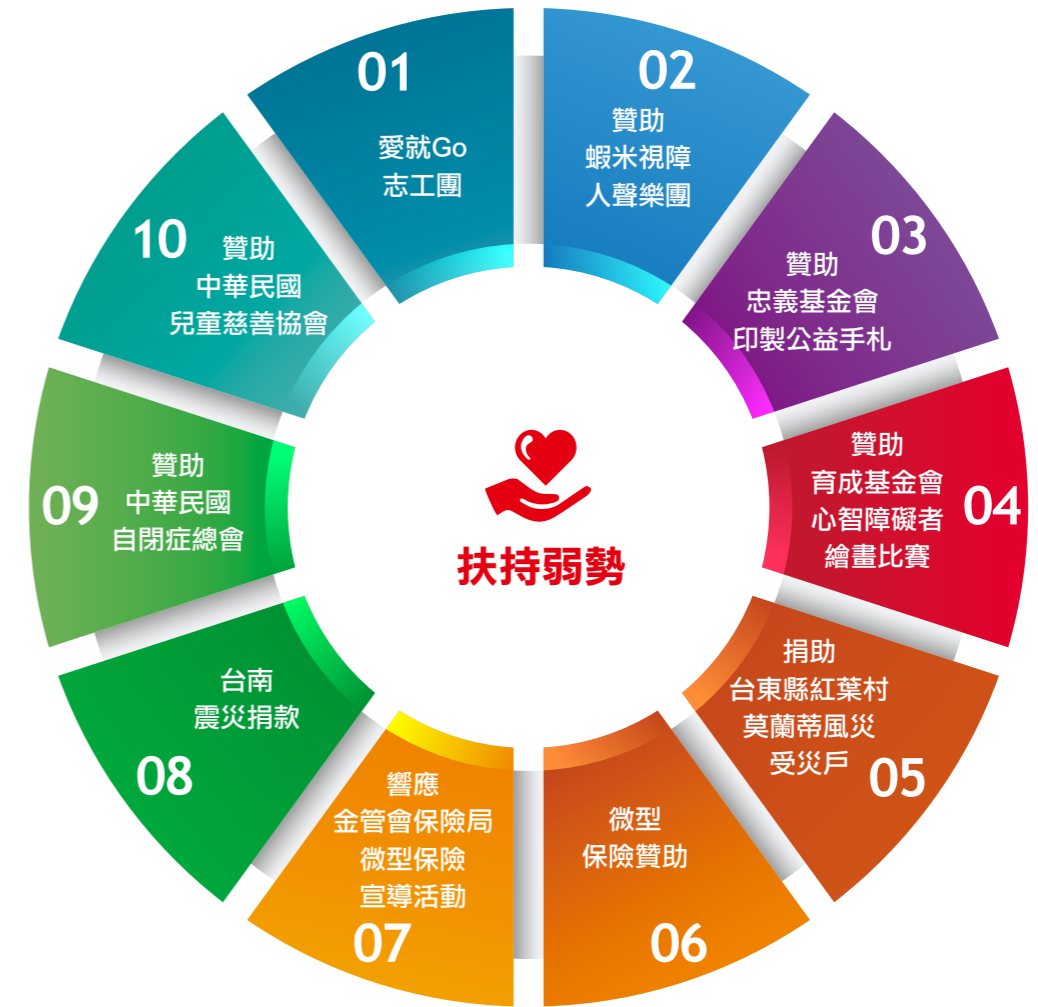 01
愛就Go
志工團
02
贊助
蝦米視障
人聲樂團
03
贊助
忠義基金會
印製公益手札
04
贊助
育成基金會
心智障礙者
繪畫比賽
05
捐助
台東縣紅葉村
莫蘭蒂風災
受災戶
06
微型
保險贊助
07
響應
金管會保險局
微型保險
宣導活動
08
台南
震災捐款
09
贊助
中華民國
自閉症總會
10
贊助
中華民國
兒童慈善協會
扶持弱勢